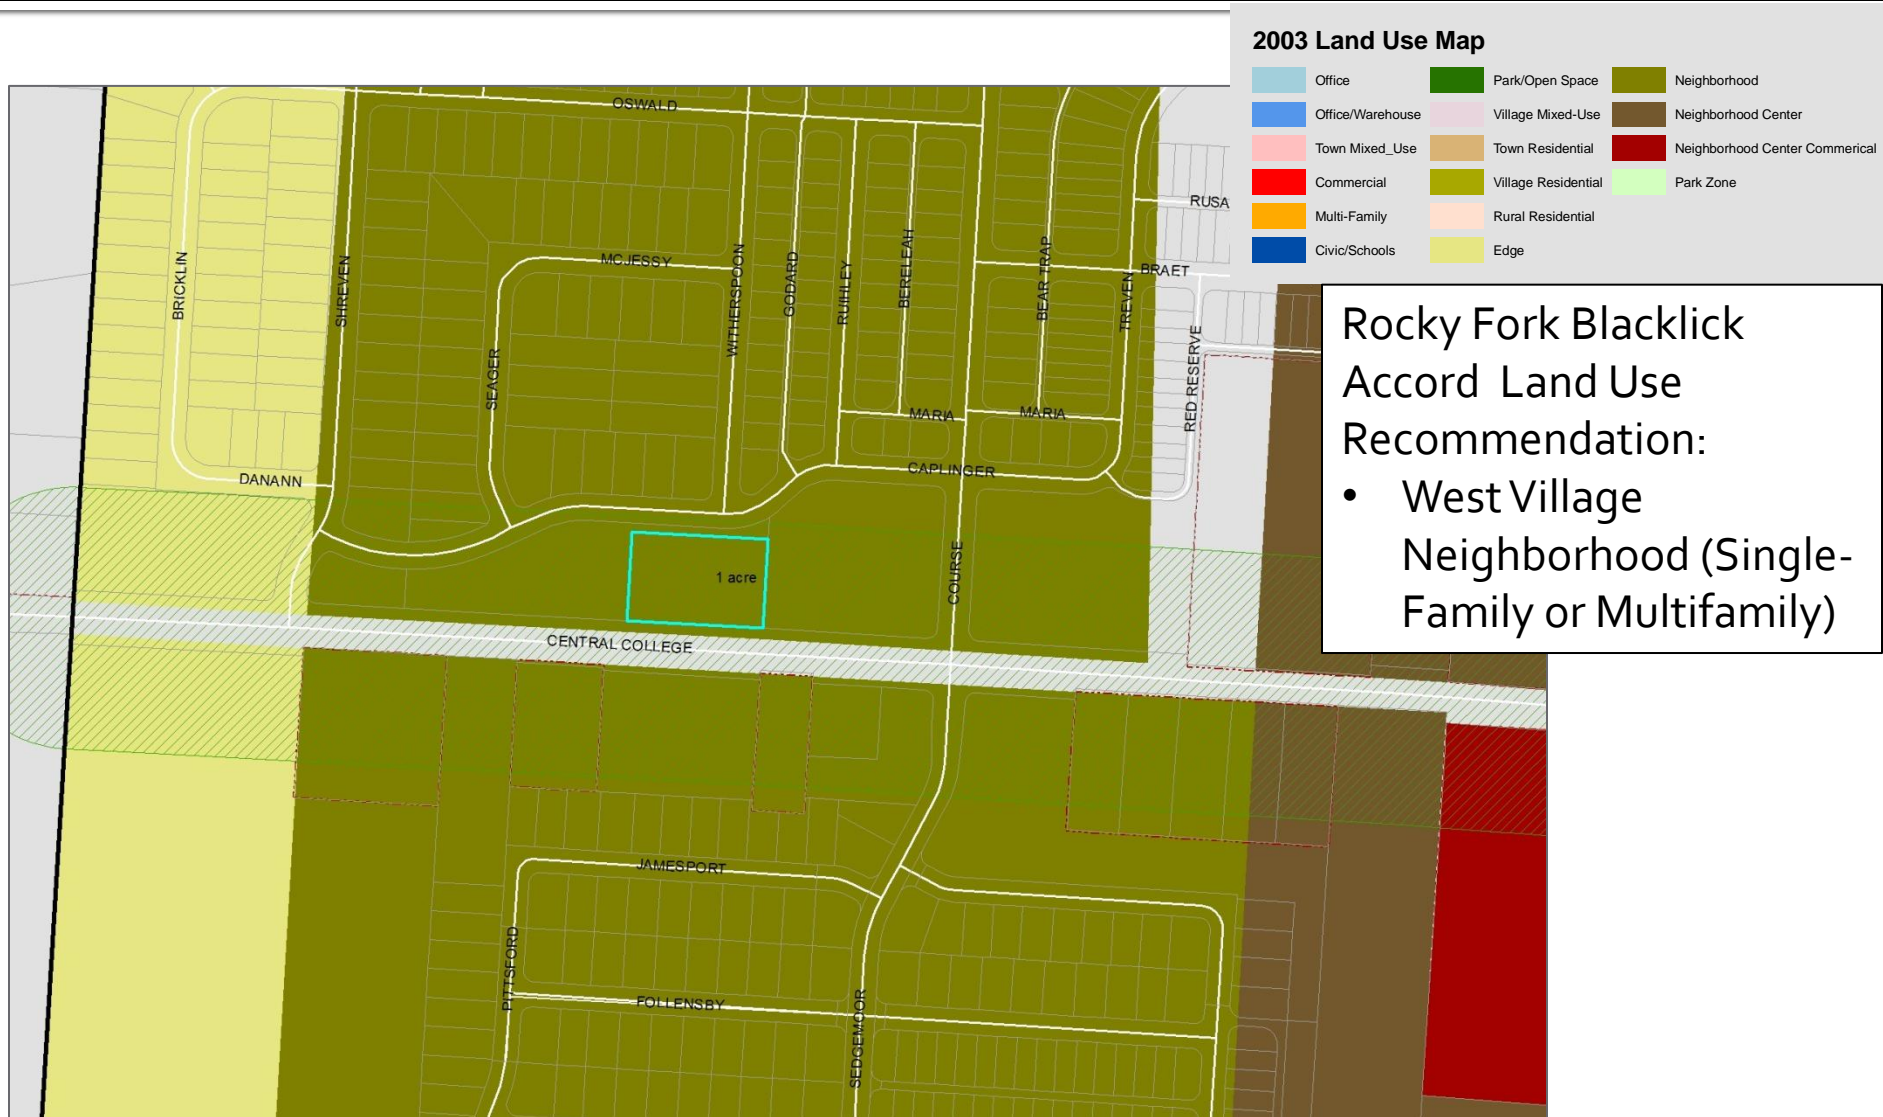 2003 Land Use Map
Office
Park/Open Space
Neighborhood
Office/Warehouse
Village Mixed-Use
Neighborhood Center
Town Mixed_Use
Town Residential
Neighborhood Center Commerical
Commercial
Village Residential
Park Zone
Multi-Family
Rural Residential
Civic/Schools
Edge
OSWALD
RUSA
BRICKLIN
SHREVEN
MCJESSY
WITHERSPOON
GODARD
RUIHLEY
BERELEAH
BEAR TRAP
TREVEN
BRAET
SEAGER
RED RESERVE
MARIA
MARIA
DANANN
CAPLINGER
COURSE
1 acre
CENTRAL COLLEGE
JAMESPORT
PITTSFORD
FOLLENSBY
SEDGEMOOR
Rocky Fork Blacklick
Accord Land Use
Recommendation:
• West Village
Neighborhood (Single-
Family or Multifamily)